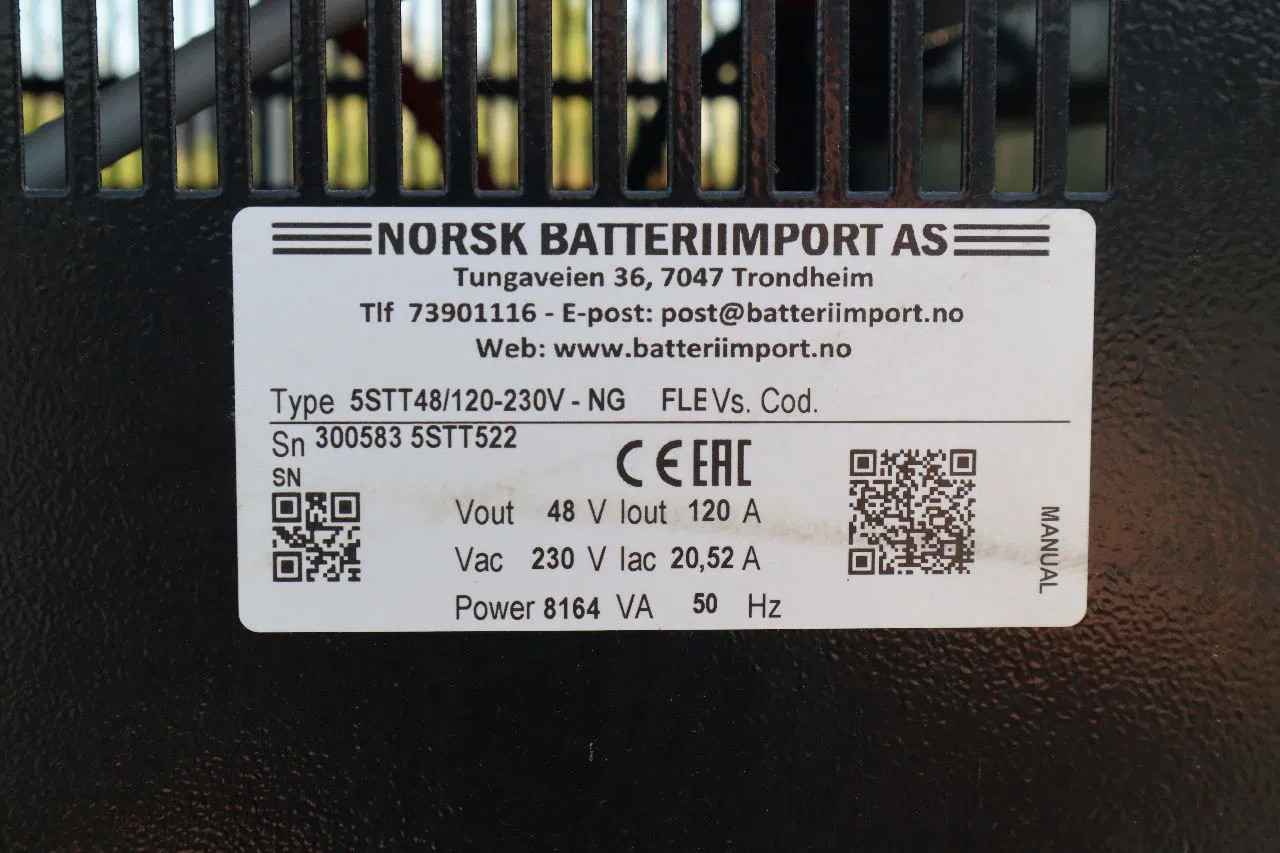 NORSK BATTERIIMPORT AS
Tungaveien 36, 7047 Trondheim
Tlf 73901116 - E-post: post@batteriimport.no
Web: www.batteriimport.no
Type 5STT48/120-230V - NG FLE Vs. Cod.
Sn 300583 5STT522
SN
CE EAC
Vout 48 V Iout 120 A
Vac 230 V Iac 20,52 A
Power 8164 VA 50 Hz
MANUAL